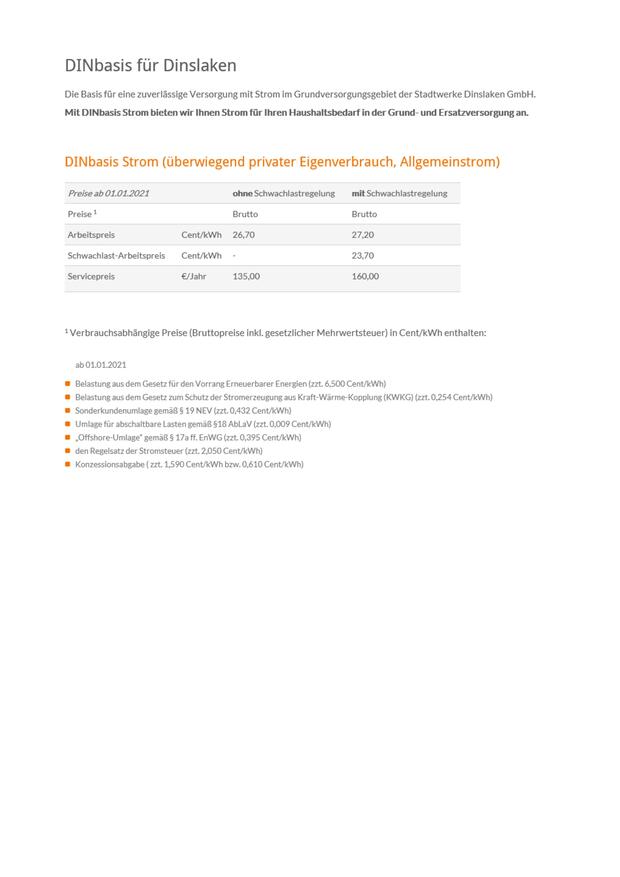 DINbasis für Dinslaken
Die Basis für eine zuverlässige Versorgung mit Strom im Grundversorgungsgebiet der Stadtwerke Dinslaken GmbH.
Mit DINbasis Strom bieten wir Ihnen Strom für Ihren Haushaltsbedarf in der Grund- und Ersatzversorgung an.
DINbasis Strom (überwiegend privater Eigenverbrauch, Allgemeinstrom)
Preise ab 01.01.2021 ohne Schwachlastregelung mit Schwachlastregelung
Preise ¹ Brutto Brutto
Arbeitspreis Cent/kWh 26,70 27,20
Schwachlast-Arbeitspreis Cent/kWh - 23,70
Servicepreis €/Jahr 135,00 160,00
¹ Verbrauchsabhängige Preise (Bruttopreise inkl. gesetzlicher Mehrwertsteuer) in Cent/kWh enthalten:
ab 01.01.2021
Belastung aus dem Gesetz für den Vorrang Erneuerbarer Energien (zzt. 6,500 Cent/kWh)
Belastung aus dem Gesetz zum Schutz der Stromerzeugung aus Kraft-Wärme-Kopplung (KWKG) (zzt. 0,254 Cent/kWh)
Sonderkundenumlage gemäß § 19 NEV (zzt. 0,432 Cent/kWh)
Umlage für abschaltbare Lasten gemäß §18 AbLaV (zzt. 0,009 Cent/kWh)
„Offshore-Umlage" gemäß § 17a ff. EnWG (zzt. 0,395 Cent/kWh)
den Regelsatz der Stromsteuer (zzt. 2,050 Cent/kWh)
Konzessionsabgabe ( zzt. 1,590 Cent/kWh bzw. 0,610 Cent/kWh)